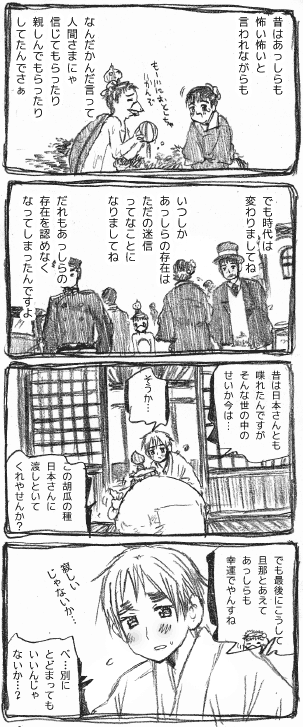 昔はあっしらも
怖い怖いと
言われながらも
なんだかんだ言って
人間さまにゃ
信じてもらったり
親しんでもらったり
してたんでさぁ
でも時代は
変わりましてね
いつしか
あっしらの存在は
ただの迷信
ってなことに
なりましてね
だれもあっしらの
存在を認めなく
なってしまったんですよ
昔は日本さんとも
喋れたんですが
そんな世の中の
せいか今は…
そうか…
この胡瓜の種
日本さんに
渡しといて
くれやせんか?
でも最後にこうして
旦那とあえて
あっしらも
幸運でやんすね
寂しい
じゃないか…
べ…別に
とどまっても
いいんじゃ
ないか…?